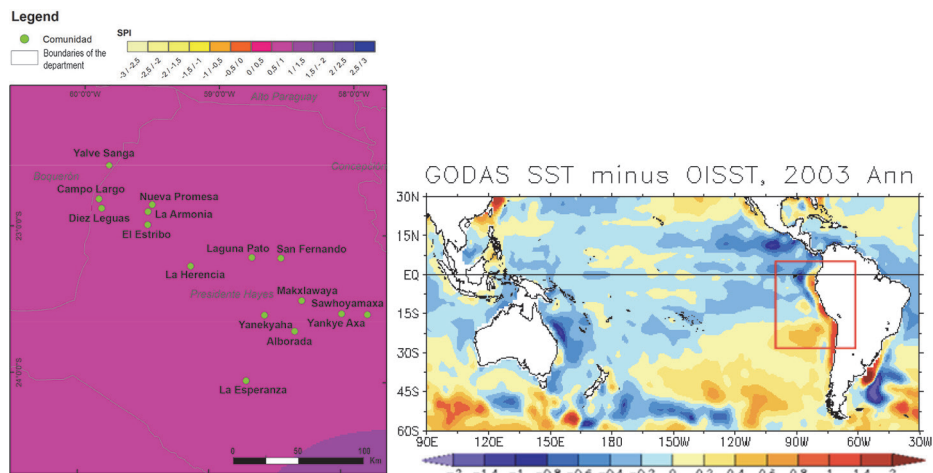 Legend
Comunidad
Boundaries of the
department
SPI
-3 / -2.5
-2.5 / -2
-2 / -1.5
-1.5 / -1
-1 / -0.5
-0.5 / 0
0 / 0.5
0.5 / 1
1 / 1.5
1.5 / -2
2 / 2.5
2.5 / 3
60°0'0"W
59°0'0"W
58°0'0"W
Alto Paraguay
Yalve Sanga
Boquerón
Campo Largo
Nueva Promesa
Diez Leguas
La Armonia
El Estribo
23°0'0"S
Laguna Pato
San Fernando
La Herencia
Presidente Hayes
Makxlawaya
Sawhoyamaxa
Yanekyaha
Yankye Axa
Alborada
24°0'0"S
La Esperanza
0 50 100
Km
GODAS SST minus OISST, 2003 Ann
30N
15N
EQ
15S
30S
45S
60S
90E 120E 150E 180 150W 120W 90W 60W 30W